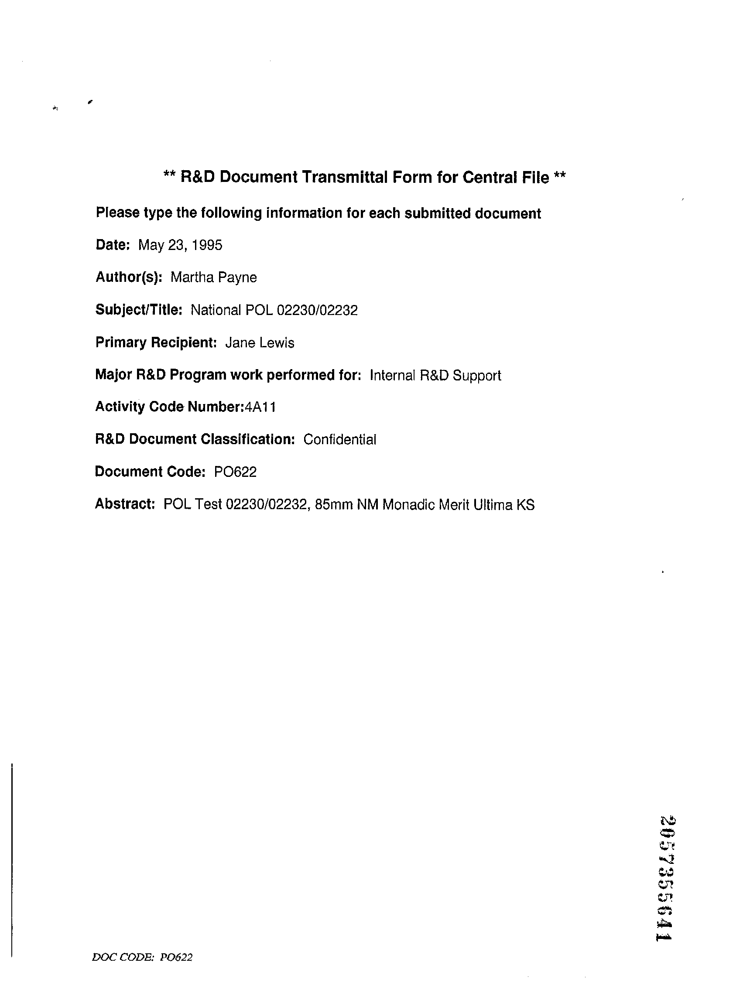 ** R&D Document Transmittal Form for Central File **
Please type the following information for each submitted document
Date: May 23, 1995
Author(s): Martha Payne
Subject/Title: National POL 02230/02232
Primary Recipient: Jane Lewis
Major R&D Program work performed for: Internal R&D Support
Activity Code Number:4A11
R&D Document Classification: Confidential
Document Code: PO622
Abstract: POL Test 02230/02232, 85mm NM Monadic Merit Ultima KS
2057355641
DOC CODE: PO622